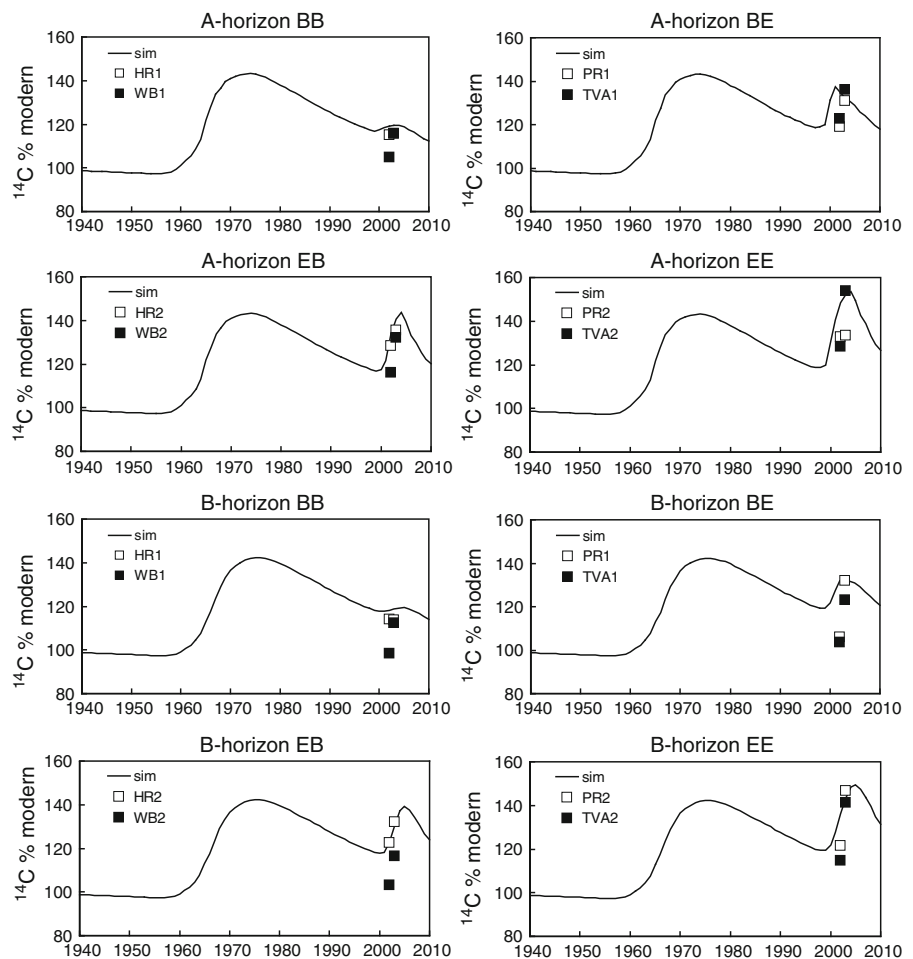 A-horizon BB
¹⁴C % modern
160
140
120
100
80
sim
HR1
WB1
1940 1950 1960 1970 1980 1990 2000 2010
A-horizon BE
¹⁴C % modern
160
140
120
100
80
sim
PR1
TVA1
1940 1950 1960 1970 1980 1990 2000 2010
A-horizon EB
¹⁴C % modern
160
140
120
100
80
sim
HR2
WB2
1940 1950 1960 1970 1980 1990 2000 2010
A-horizon EE
¹⁴C % modern
160
140
120
100
80
sim
PR2
TVA2
1940 1950 1960 1970 1980 1990 2000 2010
B-horizon BB
¹⁴C % modern
160
140
120
100
80
sim
HR1
WB1
1940 1950 1960 1970 1980 1990 2000 2010
B-horizon BE
¹⁴C % modern
160
140
120
100
80
sim
PR1
TVA1
1940 1950 1960 1970 1980 1990 2000 2010
B-horizon EB
¹⁴C % modern
160
140
120
100
80
sim
HR2
WB2
1940 1950 1960 1970 1980 1990 2000 2010
B-horizon EE
¹⁴C % modern
160
140
120
100
80
sim
PR2
TVA2
1940 1950 1960 1970 1980 1990 2000 2010